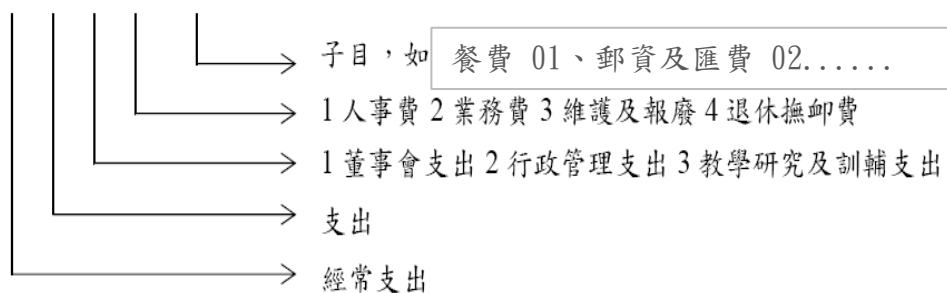 子目，如 餐費 01、郵資及匯費 02......
1人事費2業務費3維護及報廢4退休撫卹費
1董事會支出2行政管理支出3教學研究及訓輔支出
支出
經常支出